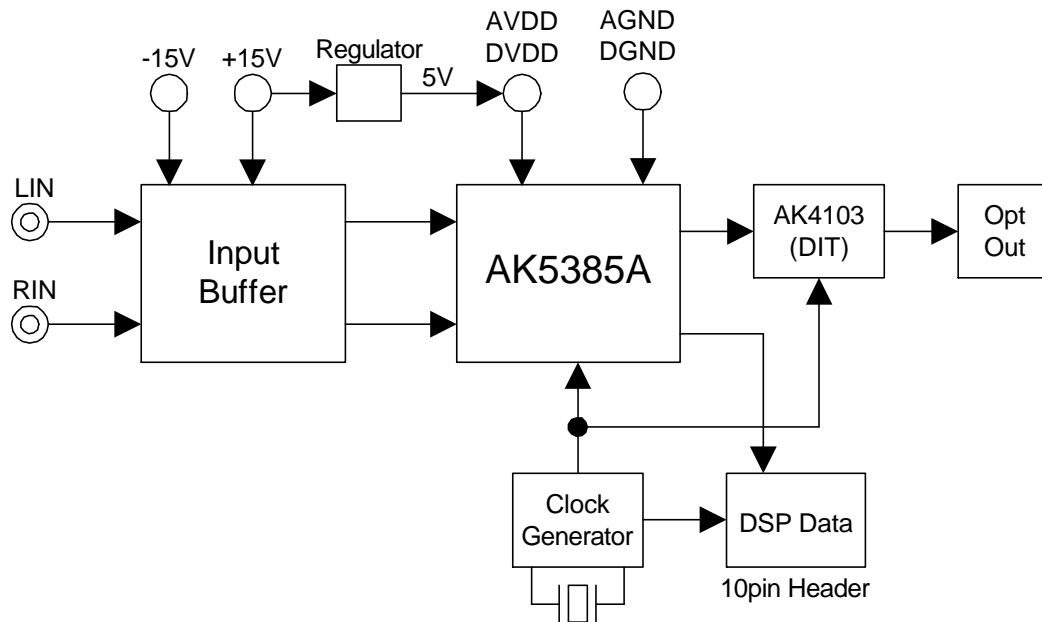 AVDD
DVDD
AGND
DGND
-15V
+15V
Regulator
5V
LIN
RIN
Input
Buffer
AK5385A
AK4103
(DIT)
Opt
Out
Clock
Generator
DSP Data
10pin Header